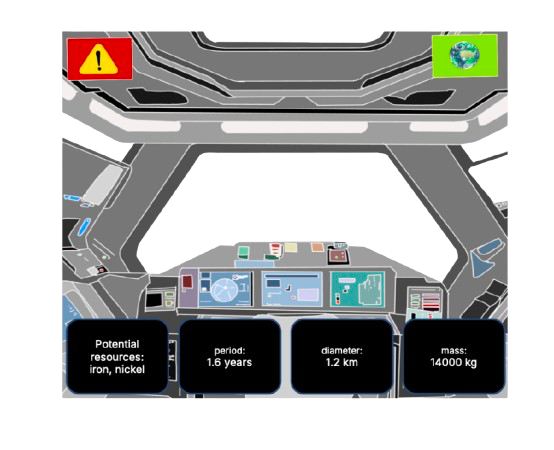 Potential
resources:
iron, nickel
period:
1.6 years
diameter:
1.2 km
mass:
14000 kg